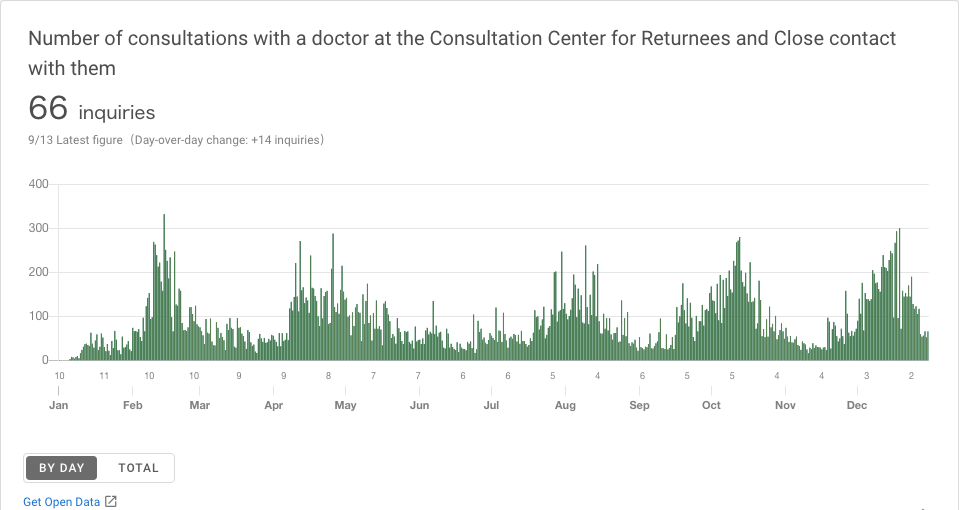 Number of consultations with a doctor at the Consultation Center for Returnees and Close contact
with them
66 inquiries
9/13 Latest figure（Day-over-day change: +14 inquiries）
400
300
200
100
0
10 11 10 10 9 9 8 7 7 6 6 5 4 6 5 5 4 4 3 2
Jan Feb Mar Apr May Jun Jul Aug Sep Oct Nov Dec
BY DAY TOTAL
Get Open Data